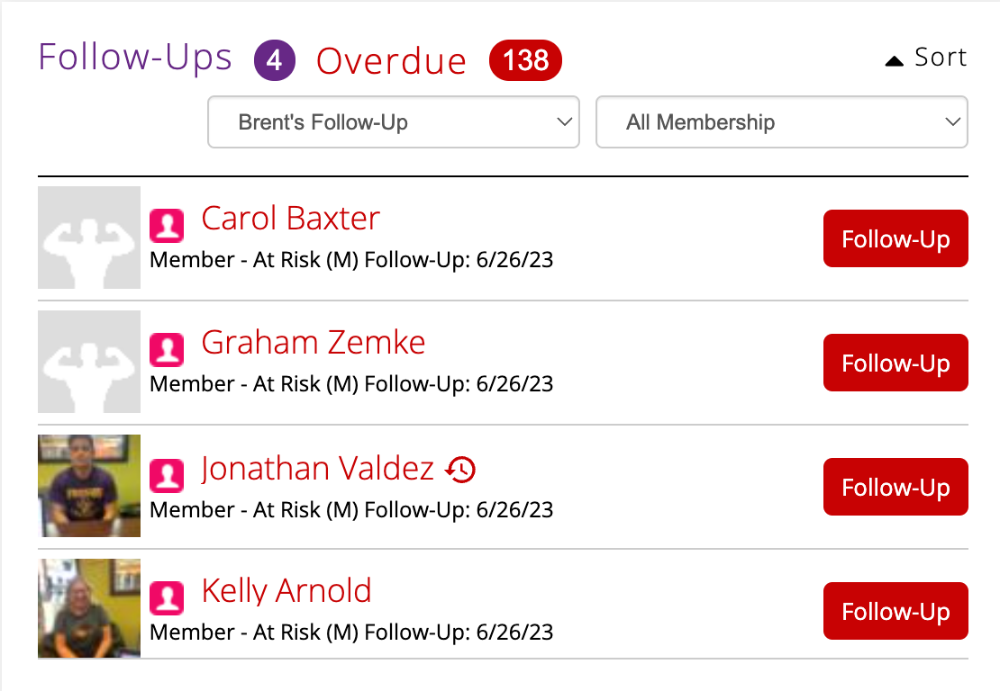 Follow-Ups 4 Overdue 138 Sort
Brent's Follow-Up All Membership
Carol Baxter
Member - At Risk (M) Follow-Up: 6/26/23
Follow-Up
Graham Zemke
Member - At Risk (M) Follow-Up: 6/26/23
Follow-Up
Jonathan Valdez
Member - At Risk (M) Follow-Up: 6/26/23
Follow-Up
Kelly Arnold
Member - At Risk (M) Follow-Up: 6/26/23
Follow-Up